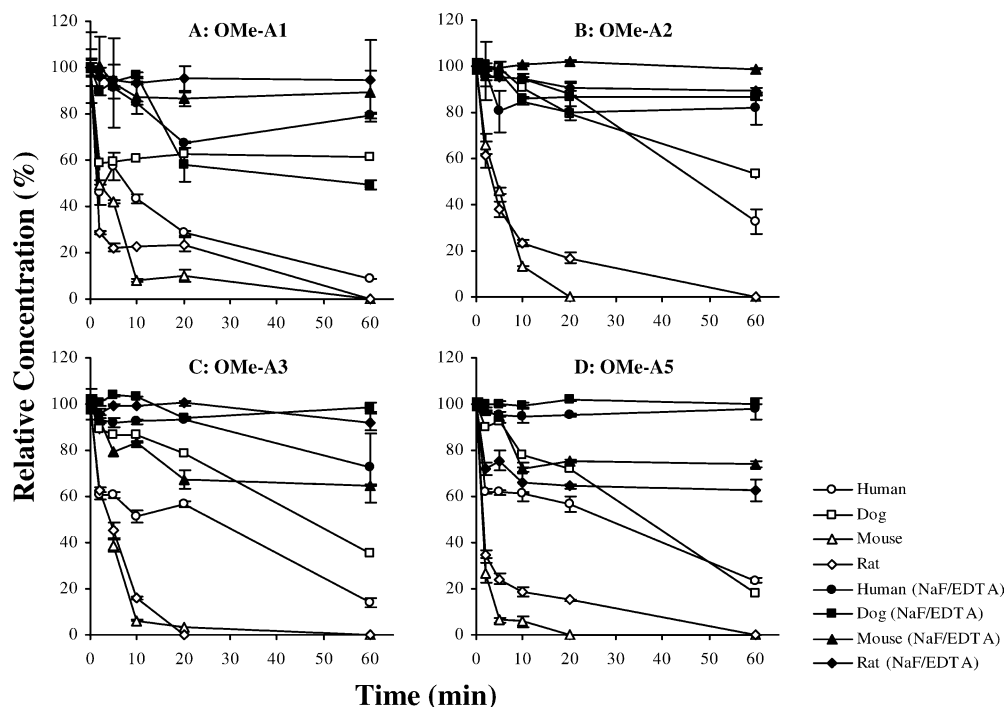 A: OMe-A1
120
100
80
60
40
20
0
0 10 20 30 40 50 60
B: OMe-A2
120
100
80
60
40
20
0
0 10 20 30 40 50 60
Relative Concentration (%)
C: OMe-A3
120
100
80
60
40
20
0
0 10 20 30 40 50 60
D: OMe-A5
120
100
80
60
40
20
0
0 10 20 30 40 50 60
Time (min)
Human
Dog
Mouse
Rat
Human (NaF/EDTA)
Dog (NaF/EDTA)
Mouse (NaF/EDTA)
Rat (NaF/EDTA)